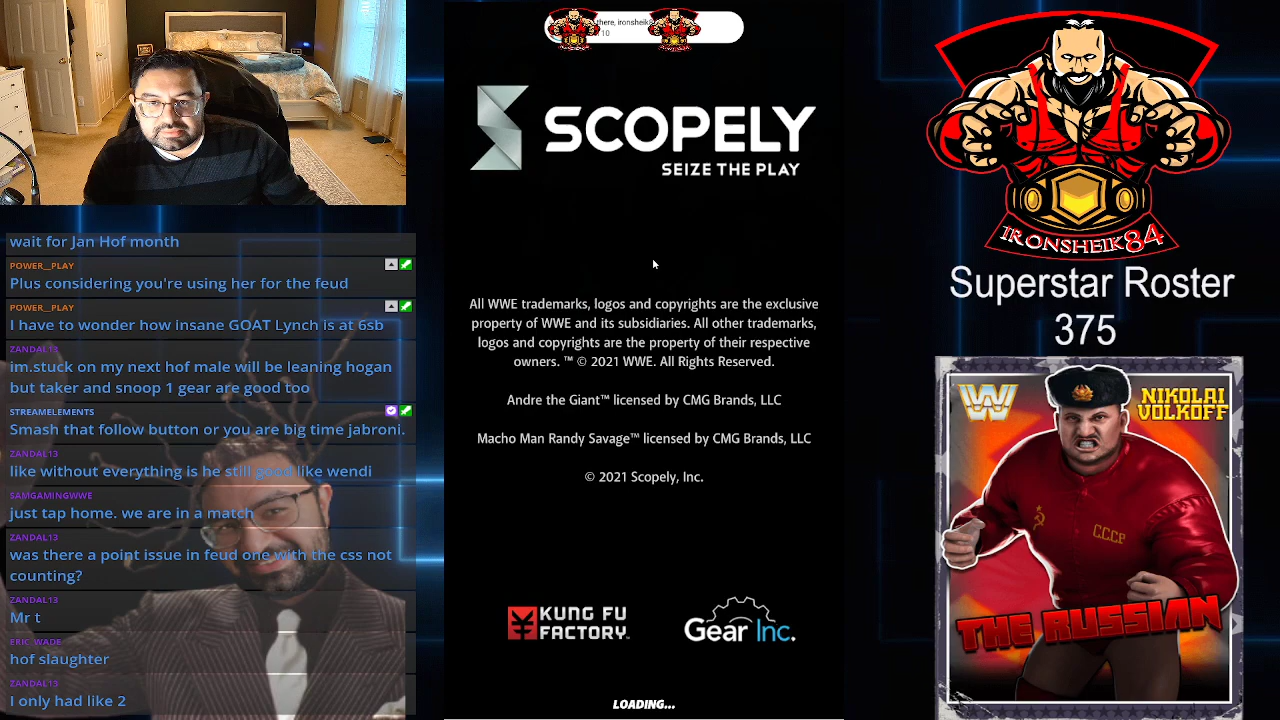 wait for Jan Hof month
POWER__PLAY
Plus considering you're using her for the feud
POWER__PLAY
I have to wonder how insane GOAT Lynch is at 6sb
ZANDAL13
im.stuck on my next hof male will be leaning hogan
but taker and snoop 1 gear are good too
STREAMELEMENTS
Smash that follow button or you are big time jabroni.
ZANDAL13
like without everything is he still good like wendi
SAMGAMINGWWE
just tap home. we are in a match
ZANDAL13
was there a point issue in feud one with the css not
counting?
ZANDAL13
Mr t
ERIC_WADE
hof slaughter
ZANDAL13
I only had like 2
there, ironsheik8
10
SCOPELY
SEIZE THE PLAY
All WWE trademarks, logos and copyrights are the exclusive
property of WWE and its subsidiaries. All other trademarks,
logos and copyrights are the property of their respective
owners. ™ © 2021 WWE. All Rights Reserved.
Andre the Giant™ licensed by CMG Brands, LLC
Macho Man Randy Savage™ licensed by CMG Brands, LLC
© 2021 Scopely, Inc.
KUNG FU
FACTORY™
Gear Inc.
LOADING...
IRONSHEIK84
Superstar Roster
375
W
NIKOLAI
VOLKOFF
CCCP
THE RUSSIAN